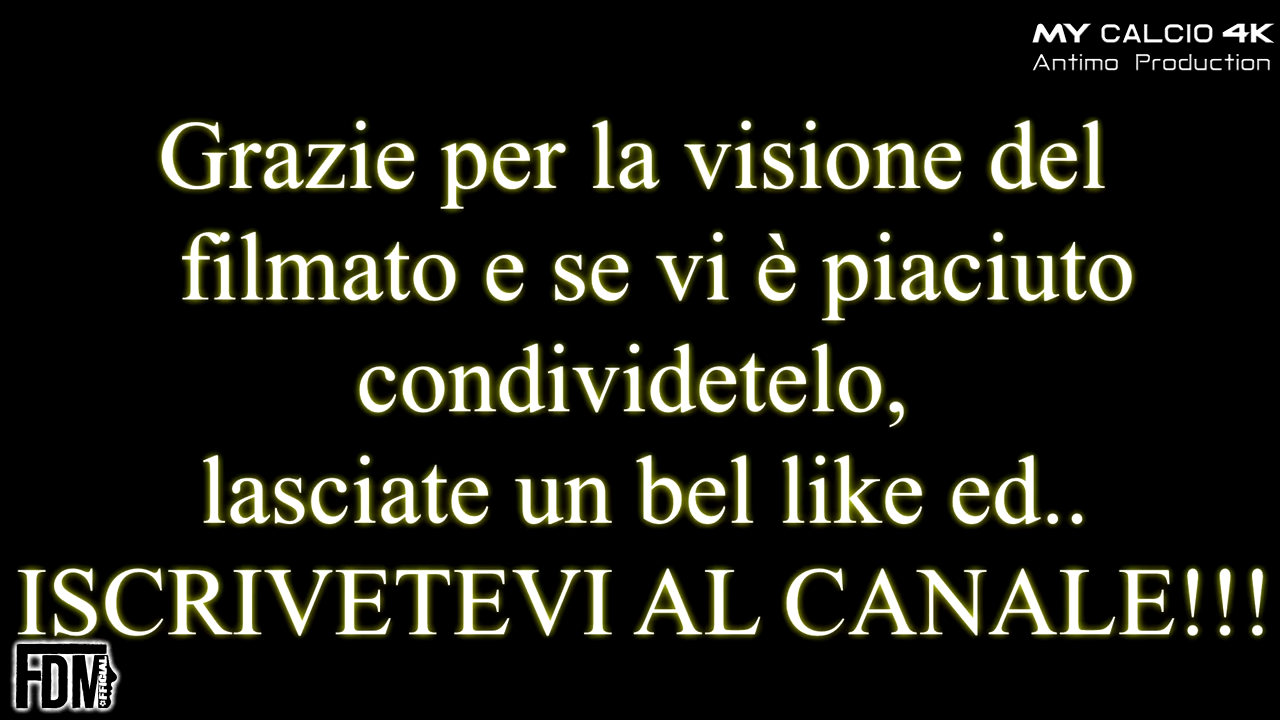 MY CALCIO 4K
Antimo Production
Grazie per la visione del
filmato e se vi è piaciuto
condividetelo,
lasciate un bel like ed..
ISCRIVETEVI AL CANALE!!!
FDM
OFFICIAL